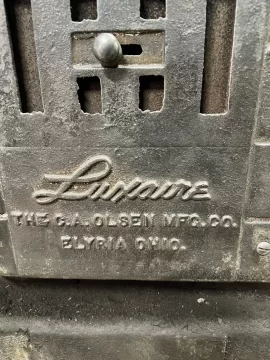 Luxaire
THE C.A. OLSEN MFG. CO.
ELYRIA OHIO.